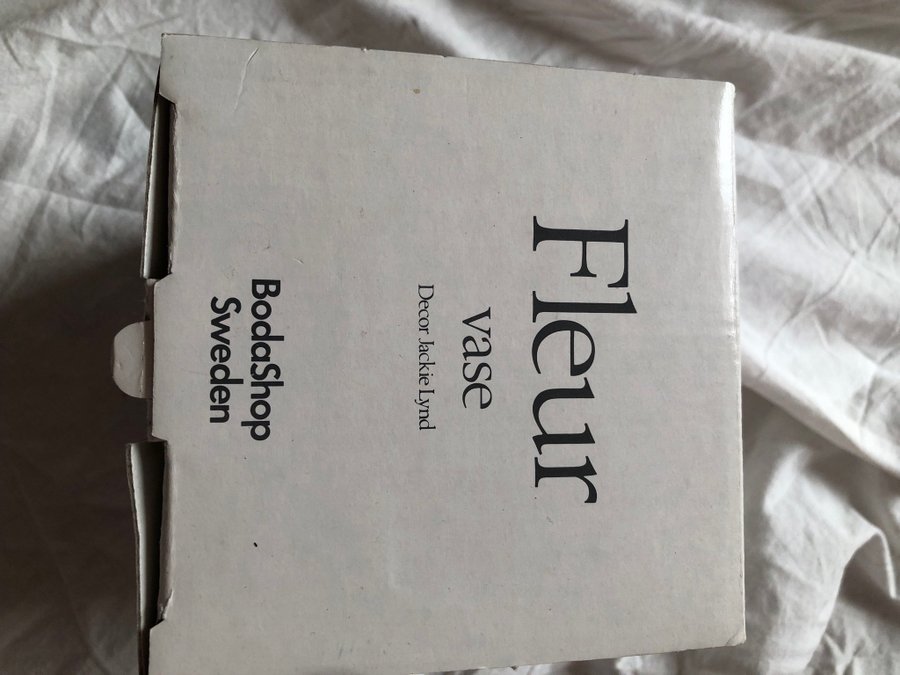 Fleur
vase
Decor Jackie Lynd
BodaShop
Sweden